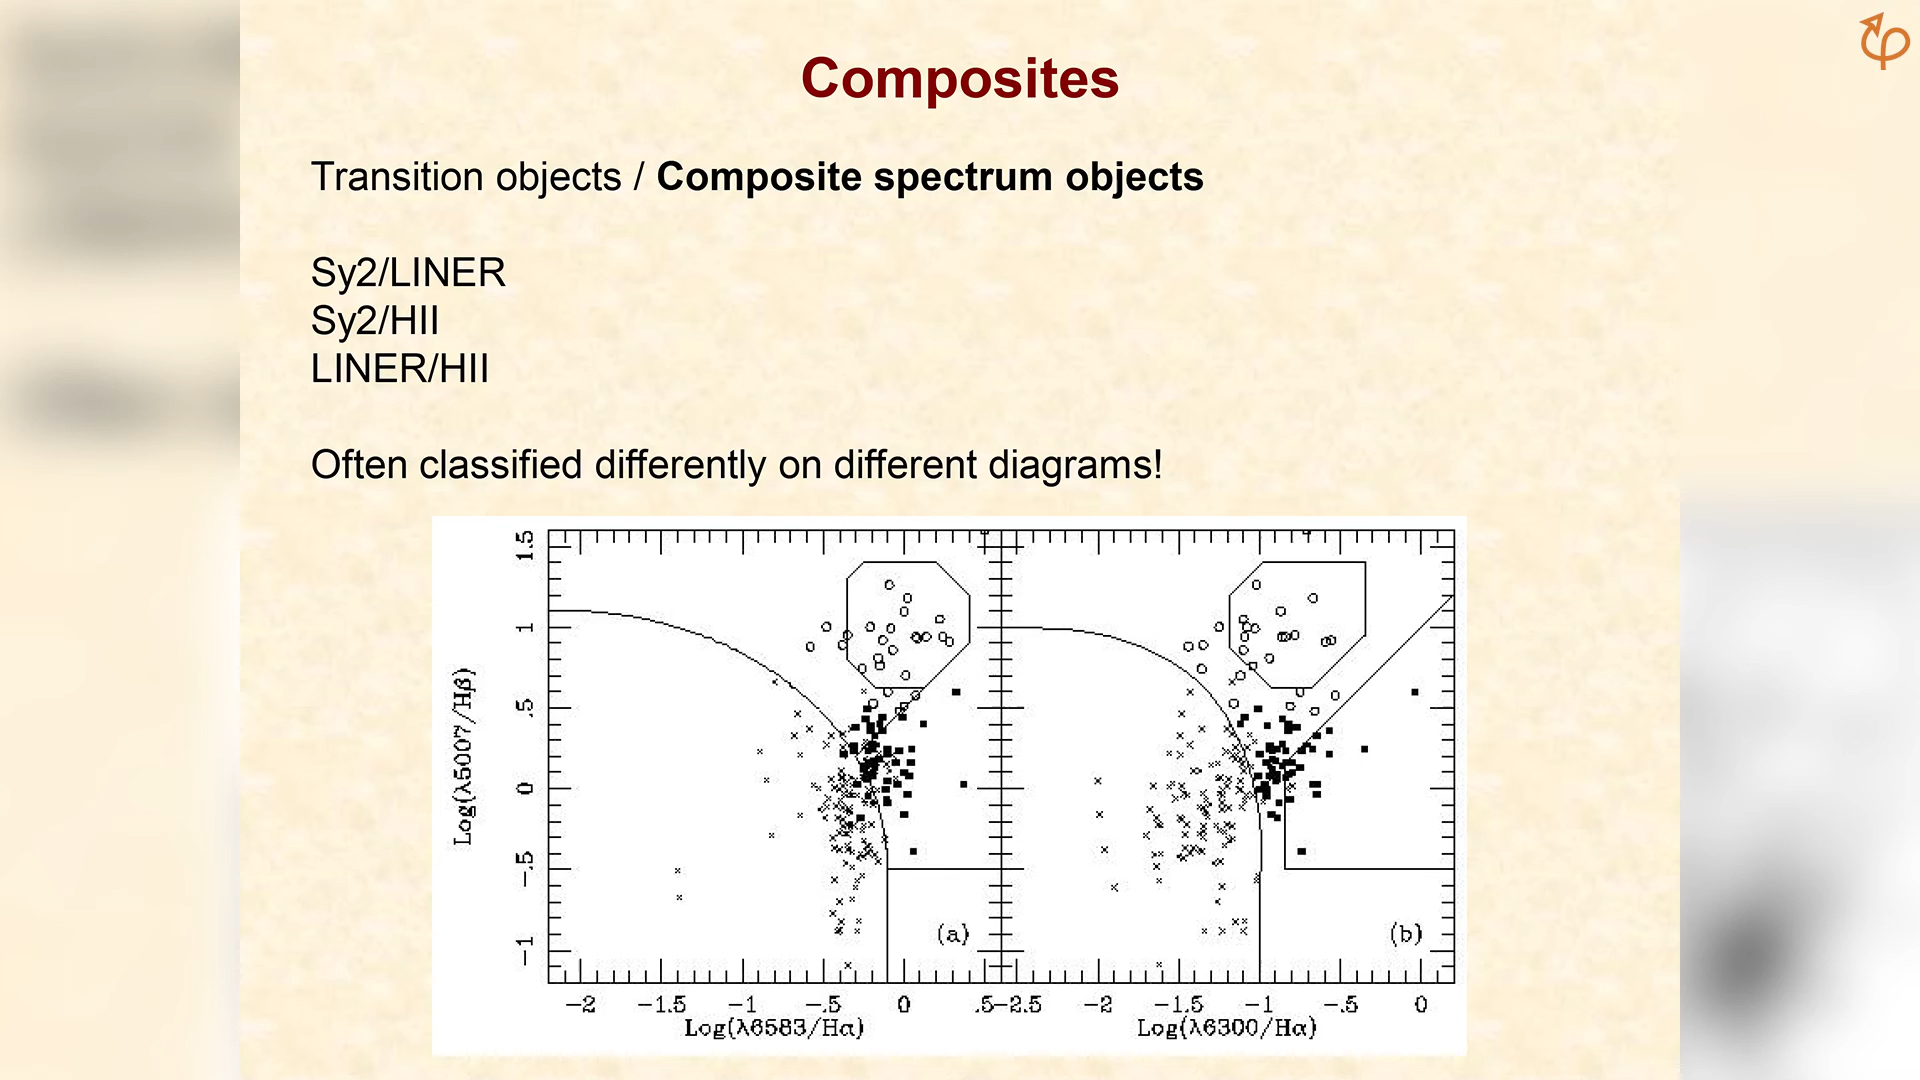 Composites
Transition objects / Composite spectrum objects
Sy2/LINER
Sy2/HII
LINER/HII
Often classified differently on different diagrams!
1.5
1
.5
0
-.5
-1
Log(λ5007/Hβ)
(a)
(b)
-2 -1.5 -1 -.5 0 .5 -2.5 -2 -1.5 -1 -.5 0
Log(λ6583/Hα) Log(λ6300/Hα)